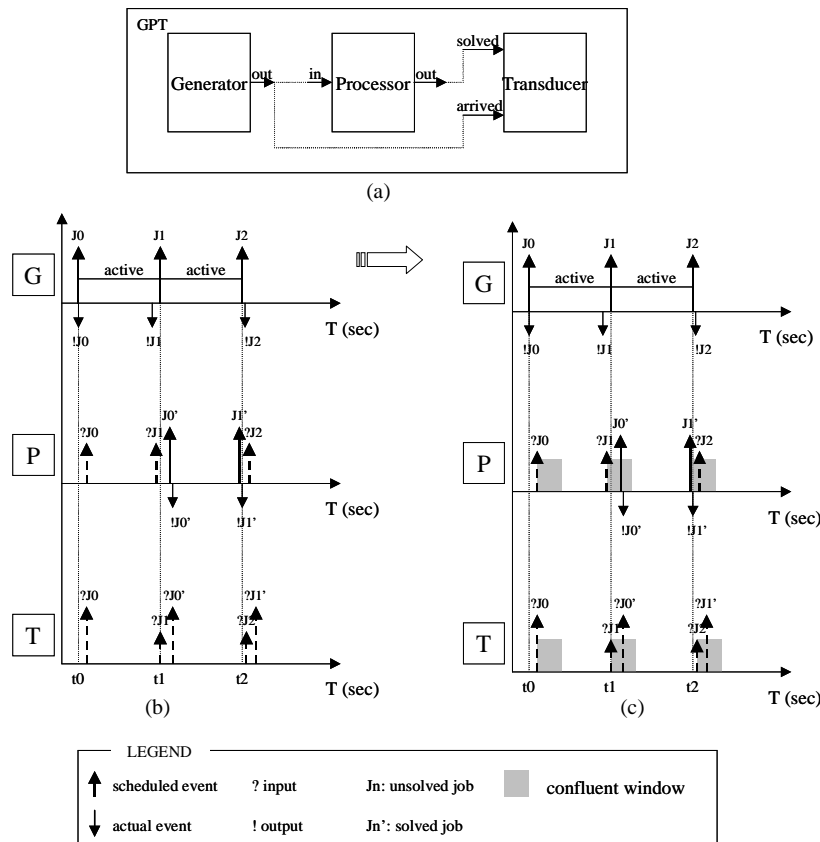 GPT
Generator
out
in
Processor
out
solved
arrived
Transducer
(a)
J0 J1 J2
active active
G
T (sec)
!J0 !J1 !J2
J0' J1'
?J0 ?J1 ?J2
P
T (sec)
!J0' !J1'
?J0 ?J0' ?J1'
?J1 ?J2
T
t0 t1 t2 T (sec)
(b)
J0 J1 J2
active active
G
T (sec)
!J0 !J1 !J2
J0' J1'
?J0 ?J1 ?J2
P
T (sec)
!J0' !J1'
?J0 ?J0' ?J1'
?J1 ?J2
T
t0 t1 t2 T (sec)
(c)
LEGEND
scheduled event ? input Jn: unsolved job confluent window
actual event ! output Jn': solved job